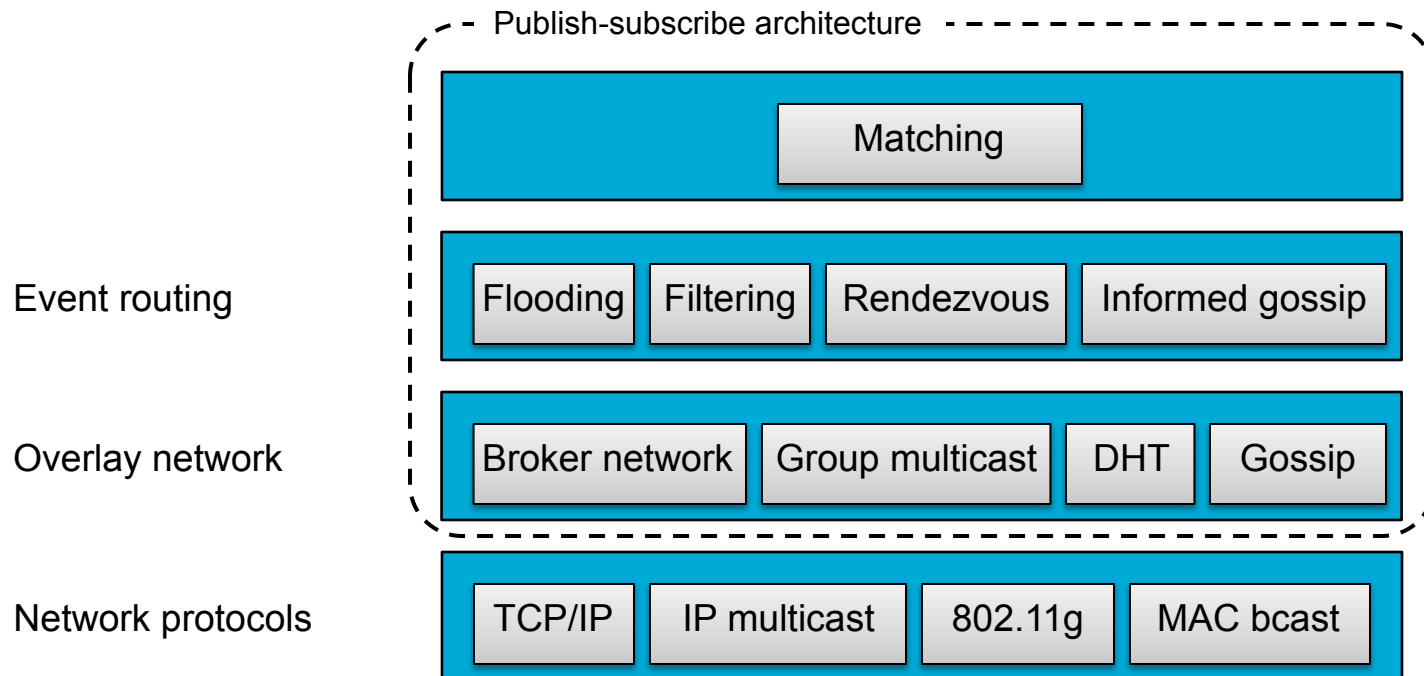 Publish-subscribe architecture
Matching
Event routing
Flooding
Filtering
Rendezvous
Informed gossip
Overlay network
Broker network
Group multicast
DHT
Gossip
Network protocols
TCP/IP
IP multicast
802.11g
MAC bcast